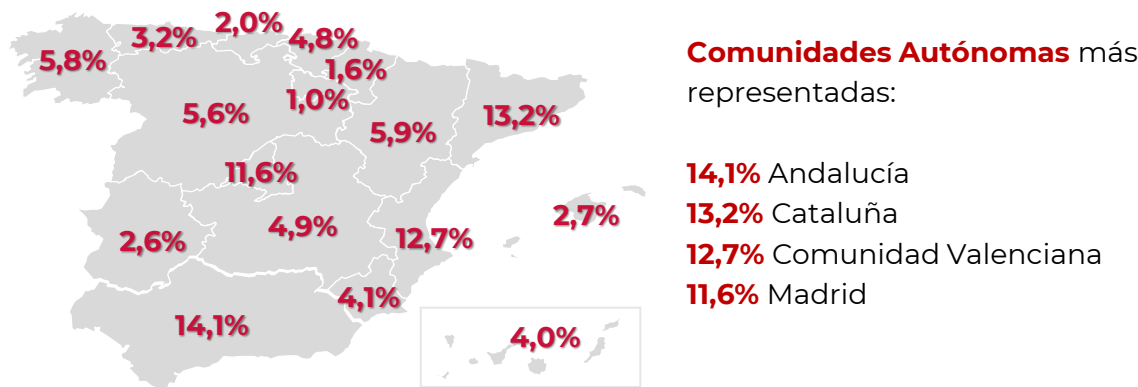 2,0%
3,2%
4,8%
5,8%
1,6%
1,0%
5,6%
5,9%
13,2%
11,6%
2,7%
4,9%
2,6%
12,7%
4,1%
14,1%
4,0%
Comunidades Autónomas más
representadas:
14,1% Andalucía
13,2% Cataluña
12,7% Comunidad Valenciana
11,6% Madrid